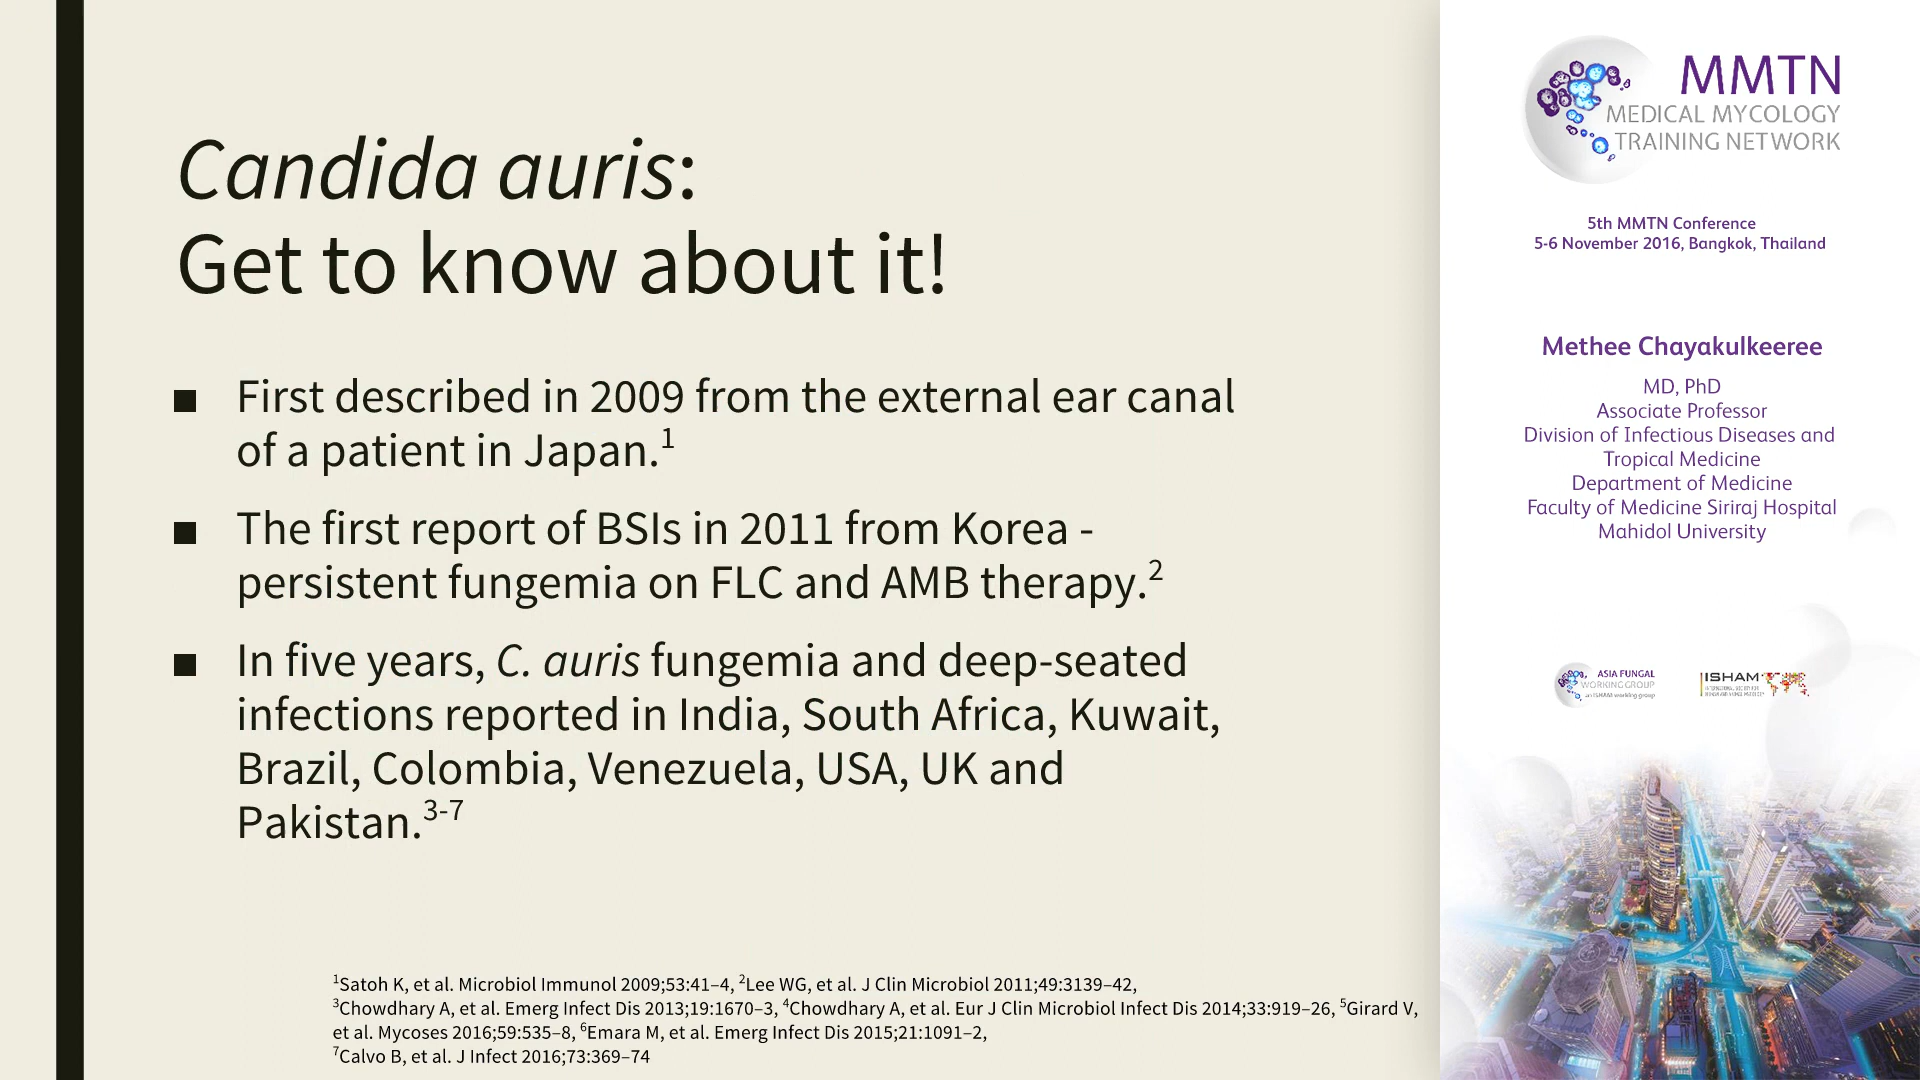 Candida auris:
Get to know about it!
■ First described in 2009 from the external ear canal
of a patient in Japan.¹
■ The first report of BSIs in 2011 from Korea -
persistent fungemia on FLC and AMB therapy.²
■ In five years, C. auris fungemia and deep-seated
infections reported in India, South Africa, Kuwait,
Brazil, Colombia, Venezuela, USA, UK and
Pakistan.³⁻⁷
¹Satoh K, et al. Microbiol Immunol 2009;53:41–4, ²Lee WG, et al. J Clin Microbiol 2011;49:3139–42,
³Chowdhary A, et al. Emerg Infect Dis 2013;19:1670–3, ⁴Chowdhary A, et al. Eur J Clin Microbiol Infect Dis 2014;33:919–26, ⁵Girard V,
et al. Mycoses 2016;59:535–8, ⁶Emara M, et al. Emerg Infect Dis 2015;21:1091–2,
⁷Calvo B, et al. J Infect 2016;73:369–74
MMTN
MEDICAL MYCOLOGY
TRAINING NETWORK
5th MMTN Conference
5-6 November 2016, Bangkok, Thailand
Methee Chayakulkeeree
MD, PhD
Associate Professor
Division of Infectious Diseases and
Tropical Medicine
Department of Medicine
Faculty of Medicine Siriraj Hospital
Mahidol University
ASIA FUNGAL
WORKING GROUP
an ISHAM working group
ISHAM